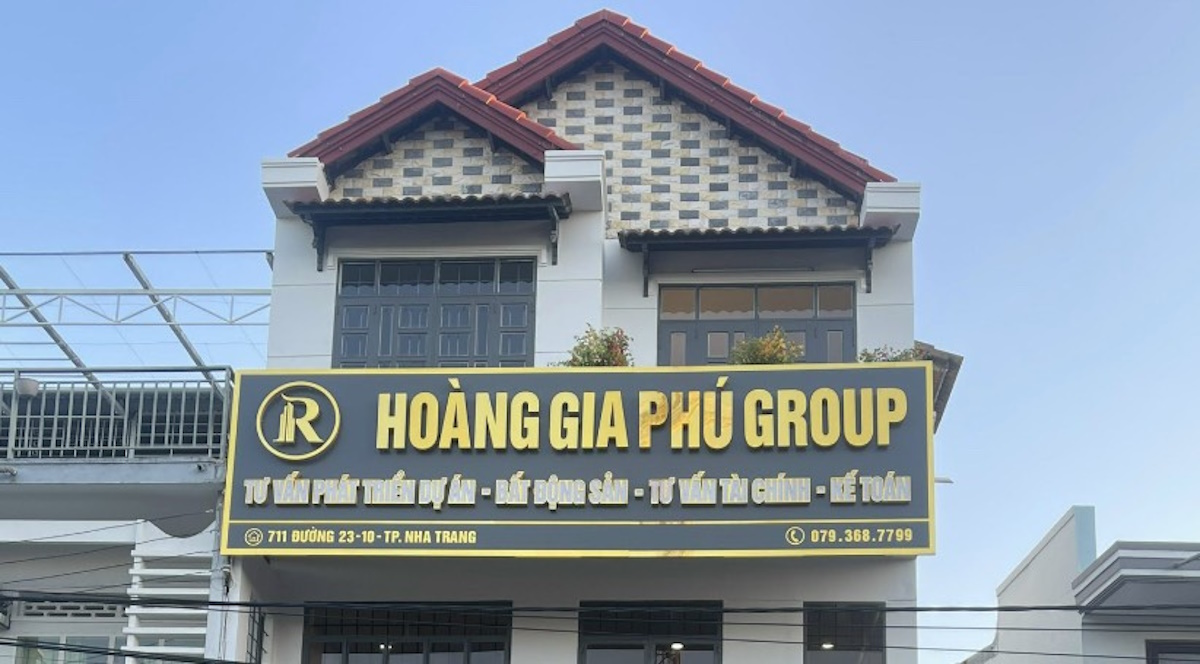 R
HOÀNG GIA PHÚ GROUP
TƯ VẤN PHÁT TRIỂN DỰ ÁN - BẤT ĐỘNG SẢN - TƯ VẤN TÀI CHÍNH - KẾ TOÁN
711 ĐƯỜNG 23-10-TP. NHA TRANG
079.368.7799